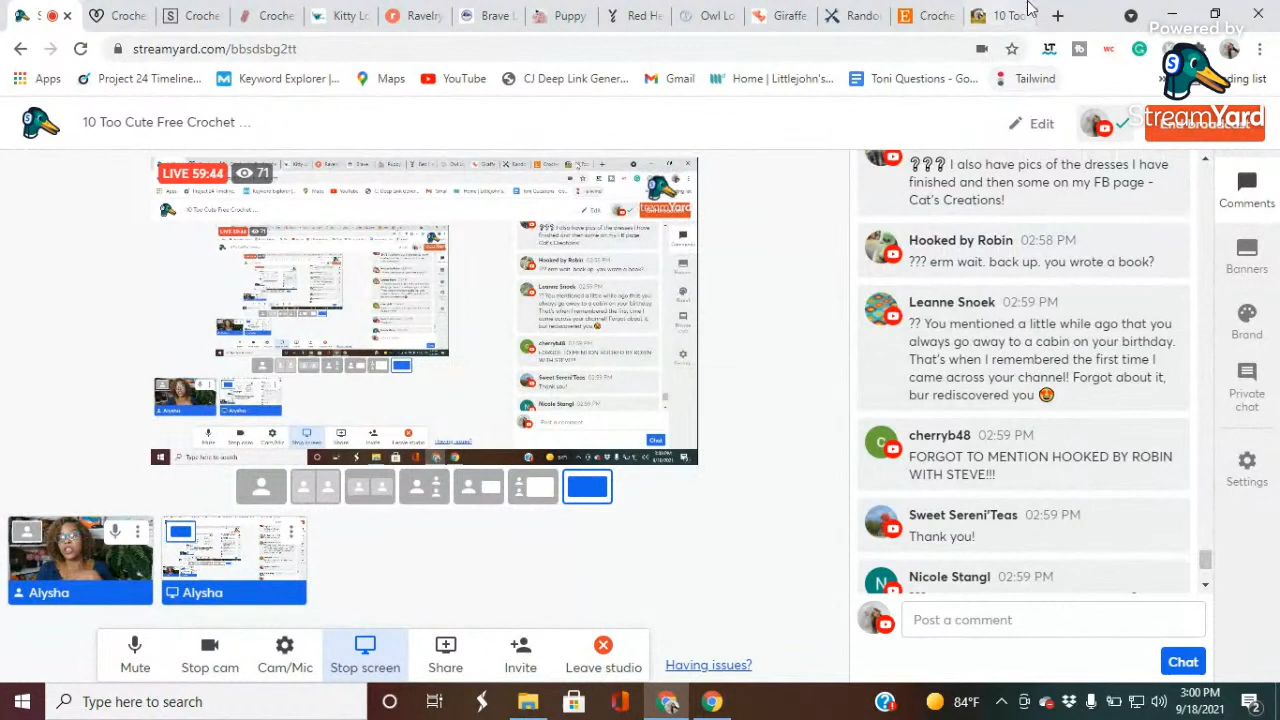 S
Croche
Croche
Croche
Kitty Lo
Ravelry
Brave
Puppy
Red He
Owl Lo
Giraffe
Rando
Croche
10 Too
streamyard.com/bbsdsbg2tt
Powered by
StreamYard
Apps
Project 24 Timeline...
Keyword Explorer |...
Maps
YouTube
CJ Deep Link Gener...
Gmail
Home | Littlejohn's...
Tom Questions - Go...
Tailwind
10 Too Cute Free Crochet ...
Edit
End broadcast
LIVE 59:44
71
??? I also have pics of the dresses I have
finished and then some on my FB page -
Cat's Creations!
Hooked by Robin 02:58 PM
??? erm wait. back up. you wrote a book?
Leanne Snoek 02:59 PM
?? You mentioned a little while ago that you
always go away to a cabin on your birthday.
That's when I remembered the first time I
came across your channel! Forgot about it,
but rediscovered you
C
cherryb48 02:59 PM
FORGOT TO MENTION HOOKED BY ROBIN
WITH STEVE!!!
Sweet Sereni'Teas 02:59 PM
Thank you!
N
Nicole Stangl 02:59 PM
Post a comment
Chat
Comments
Banners
Brand
Private
chat
Settings
Alysha
Alysha
Mute
Stop cam
Cam/Mic
Stop screen
Share
Invite
Leave studio
Having issues?
Type here to search
84°F
3:00 PM
9/18/2021
2